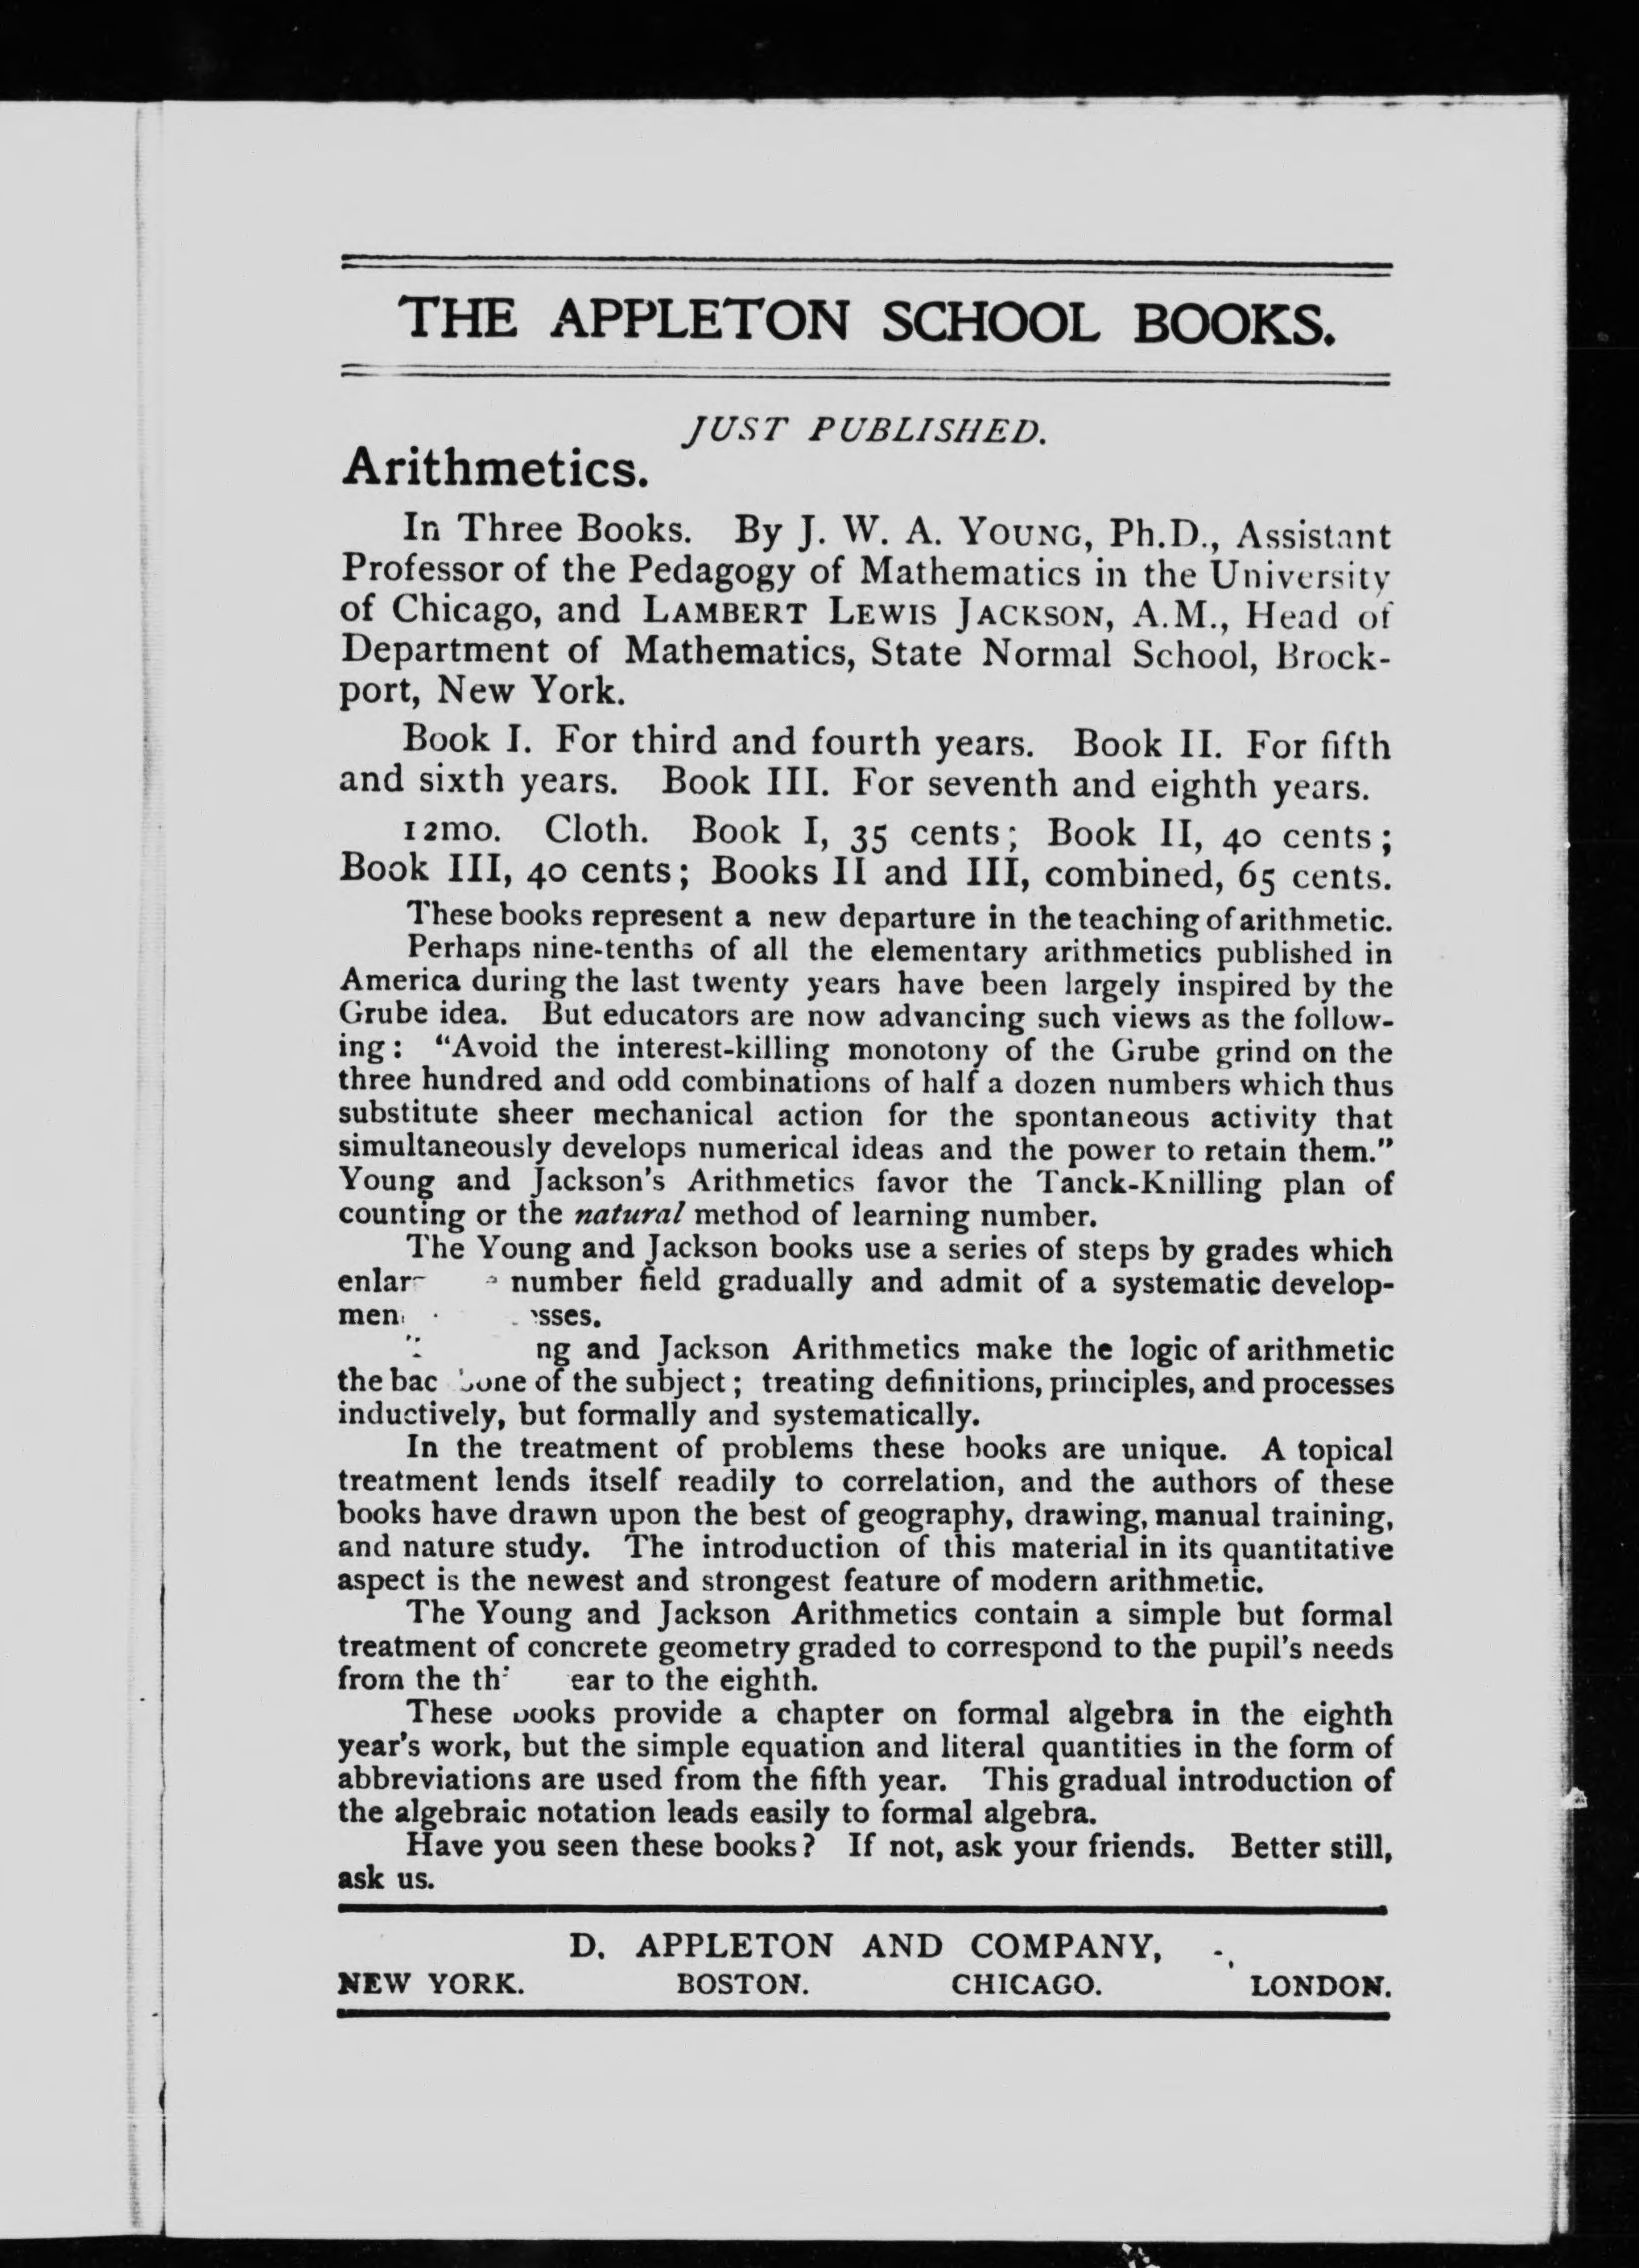 THE APPLETON SCHOOL BOOKS.
JUST PUBLISHED.
Arithmetics.
In Three Books. By J. W. A. YOUNG, Ph.D., Assistant
Professor of the Pedagogy of Mathematics in the University
of Chicago, and LAMBERT LEWIS JACKSON, A.M., Head of
Department of Mathematics, State Normal School, Brock-
port, New York.
Book I. For third and fourth years. Book II. For fifth
and sixth years. Book III. For seventh and eighth years.
12mo. Cloth. Book I, 35 cents; Book II, 40 cents;
Book III, 40 cents; Books II and III, combined, 65 cents.
These books represent a new departure in the teaching of arithmetic.
Perhaps nine-tenths of all the elementary arithmetics published in
America during the last twenty years have been largely inspired by the
Grube idea. But educators are now advancing such views as the follow-
ing: "Avoid the interest-killing monotony of the Grube grind on the
three hundred and odd combinations of half a dozen numbers which thus
substitute sheer mechanical action for the spontaneous activity that
simultaneously develops numerical ideas and the power to retain them."
Young and Jackson's Arithmetics favor the Tanck-Knilling plan of
counting or the natural method of learning number.
The Young and Jackson books use a series of steps by grades which
number field gradually and admit of a systematic develop-
and Jackson Arithmetics make the logic of arithmetic
the bone of the subject; treating definitions, principles, and processes
inductively, but formally and systematically.
In the treatment of problems these books are unique. A topical
treatment lends itself readily to correlation, and the authors of these
books have drawn upon the best of geography, drawing, manual training,
and nature study. The introduction of this material in its quantitative
aspect is the newest and strongest feature of modern arithmetic.
The Young and Jackson Arithmetics contain a simple but formal
treatment of concrete geometry graded to correspond to the pupil's needs
from the to the eighth.
These books provide a chapter on formal algebra in the eighth
year's work, but the simple equation and literal quantities in the form of
abbreviations are used from the fifth year. This gradual introduction of
the algebraic notation leads easily to formal algebra.
Have you seen these books? If not, ask your friends. Better still,
ask us.
D. APPLETON AND COMPANY,
NEW YORK. BOSTON. CHICAGO. LONDON.